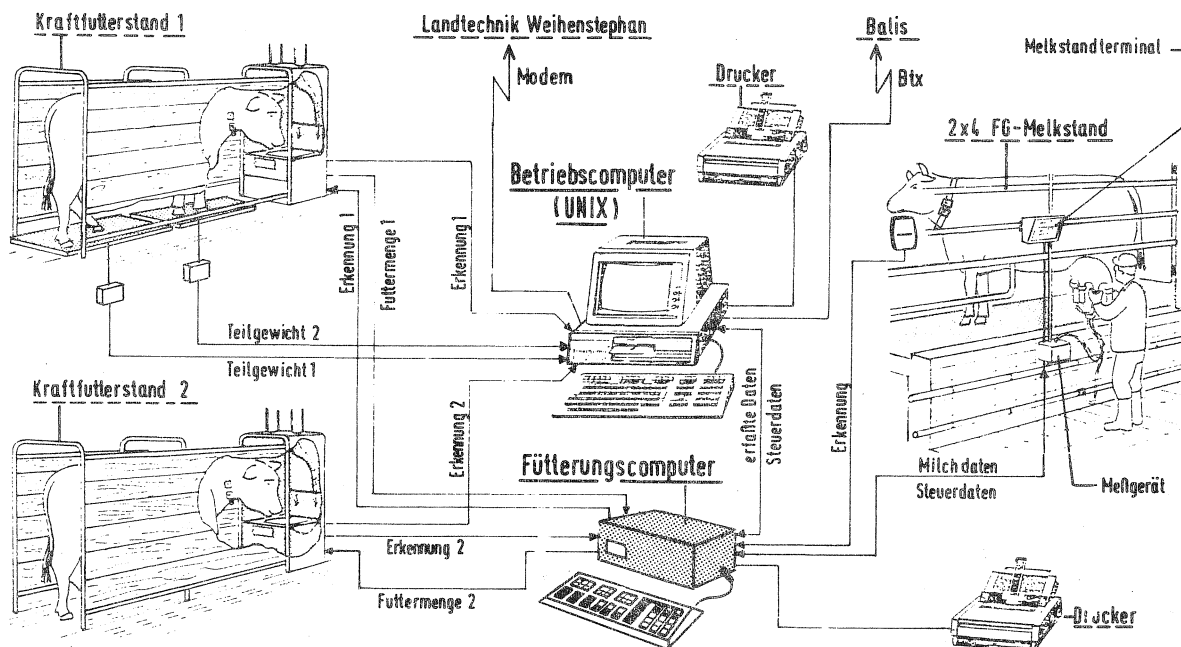 Kraftfutterstand 1
Landtechnik Weihenstephan
Balis
Melkstandterminal
Modem
Drucker
Btx
2x4 FG-Melkstand
Betriebscomputer
(UNIX)
Erkennung 1
Futtermenge 1
Erkennung 1
Teilgewicht 2
Teilgewicht 1
Kraftfutterstand 2
Erkennung 2
erfaßte Daten
Steuerdaten
Erkennung
Fütterungscomputer
Milchdaten
Steuerdaten
Meßgerät
Erkennung 2
Futtermenge 2
Drucker